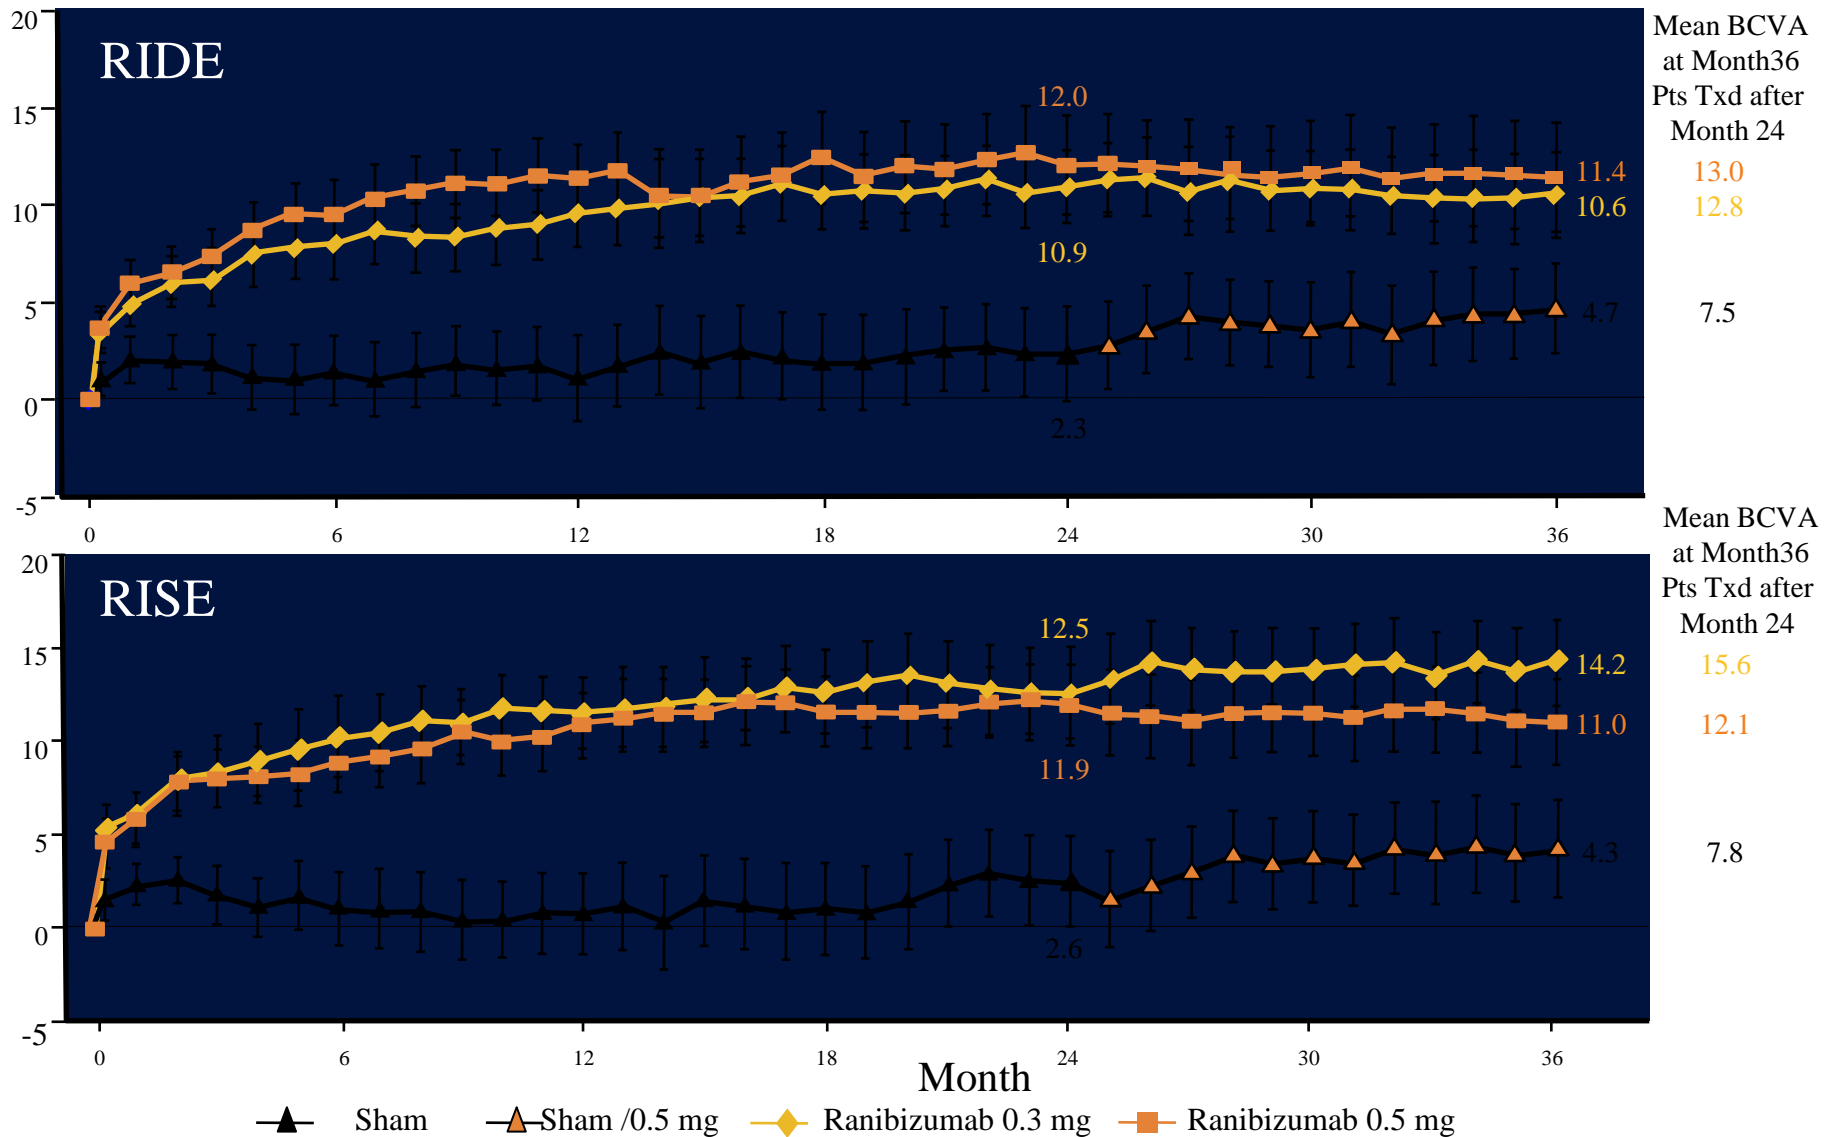 20
15
10
5
0
-5
RIDE
12.0
10.9
2.3
11.4
10.6
4.7
0 6 12 18 24 30 36
Mean BCVA
at Month36
Pts Txd after
Month 24
13.0
12.8
7.5
20
15
10
5
0
-5
RISE
12.5
11.9
2.6
14.2
11.0
4.3
0 6 12 18 24 30 36
Mean BCVA
at Month36
Pts Txd after
Month 24
15.6
12.1
7.8
Month
Sham Sham /0.5 mg Ranibizumab 0.3 mg Ranibizumab 0.5 mg